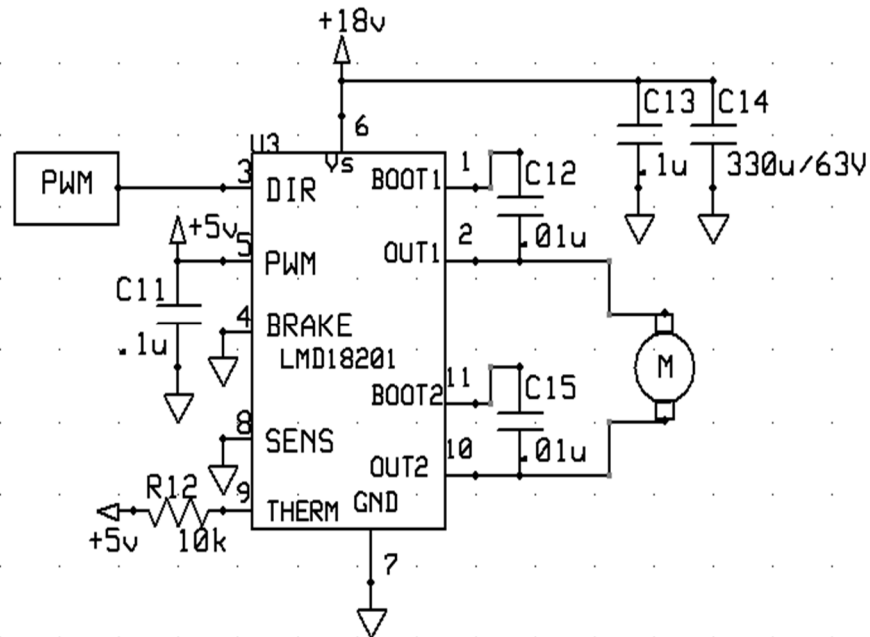 +18v
6
C13
C14
.1u
330u/63V
U3
Vs
PWM
3
DIR
BOOT1
1
C12
.01u
+5v
5
PWM
OUT1
2
C11
.1u
4
BRAKE
LMD18201
M
BOOT2
11
C15
.01u
8
SENS
OUT2
10
R12
10k
+5v
9
THERM
GND
7